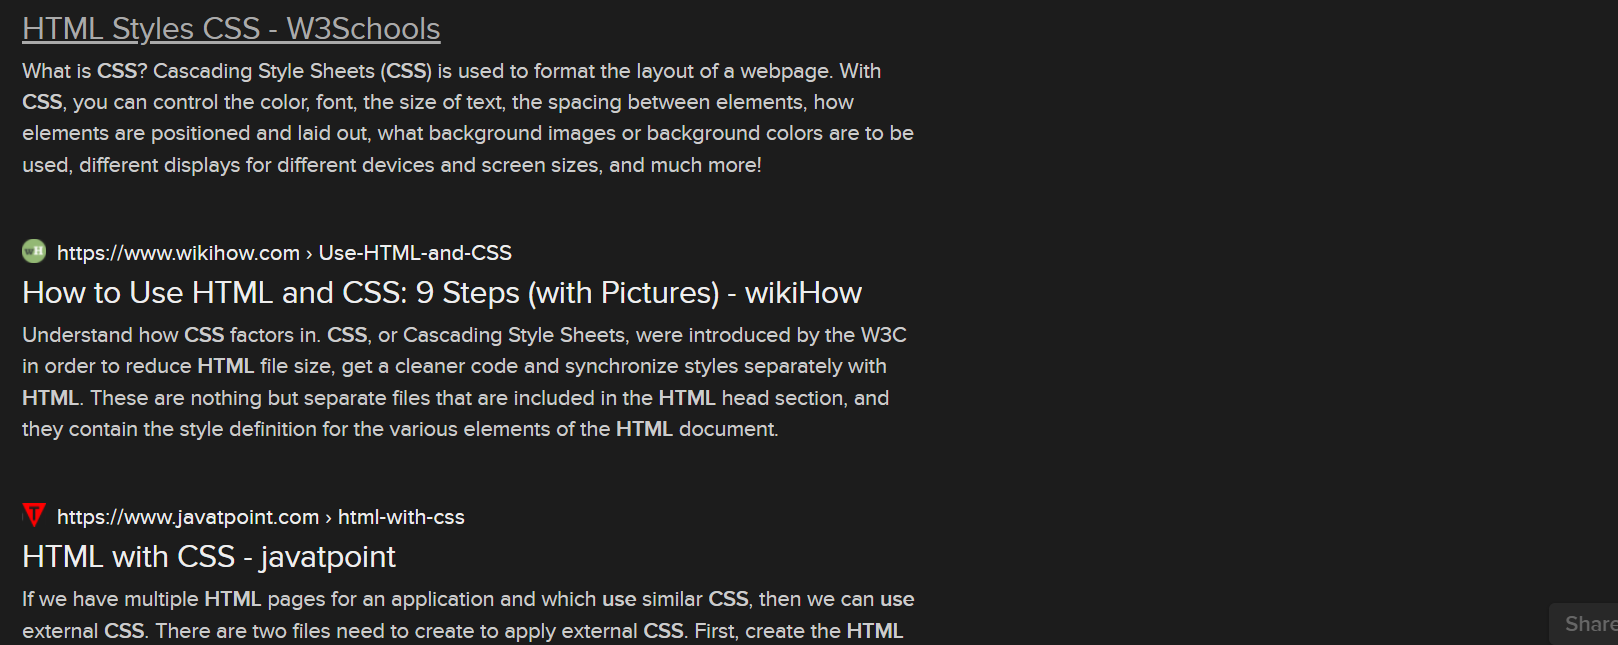 HTML Styles CSS - W3Schools
What is CSS? Cascading Style Sheets (CSS) is used to format the layout of a webpage. With
CSS, you can control the color, font, the size of text, the spacing between elements, how
elements are positioned and laid out, what background images or background colors are to be
used, different displays for different devices and screen sizes, and much more!
wH https://www.wikihow.com › Use-HTML-and-CSS
How to Use HTML and CSS: 9 Steps (with Pictures) - wikiHow
Understand how CSS factors in. CSS, or Cascading Style Sheets, were introduced by the W3C
in order to reduce HTML file size, get a cleaner code and synchronize styles separately with
HTML. These are nothing but separate files that are included in the HTML head section, and
they contain the style definition for the various elements of the HTML document.
T https://www.javatpoint.com › html-with-css
HTML with CSS - javatpoint
If we have multiple HTML pages for an application and which use similar CSS, then we can use
external CSS. There are two files need to create to apply external CSS. First, create the HTML
Share